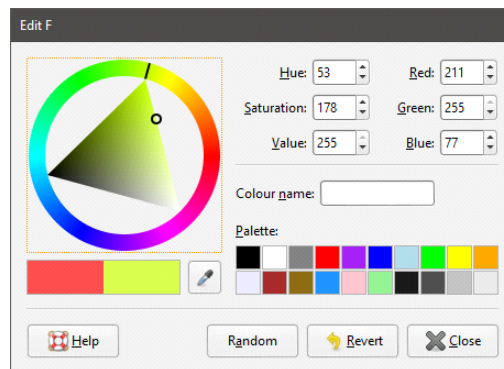 Edit F
Hue: 53 Red: 211
Saturation: 178 Green: 255
Value: 255 Blue: 77
Colour name:
Palette:
Help Random Revert Close